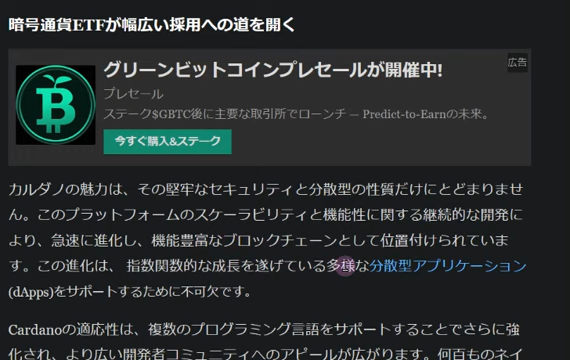 暗号通貨ETFが幅広い採用への道を開く
グリーンビットコインプレセールが開催中!
広告
プレセール
ステーク$GBTC後に主要な取引所でローンチ — Predict-to-Earnの未来。
今すぐ購入&ステーク
カルダノの魅力は、その堅牢なセキュリティと分散型の性質だけにとどまりませ
ん。このプラットフォームのスケーラビリティと機能性に関する継続的な開発に
より、急速に進化し、機能豊富なブロックチェーンとして位置付けられていま
す。この進化は、 指数関数的な成長を遂げている多様な分散型アプリケーション
(dApps)をサポートするために不可欠です。
Cardanoの適応性は、複数のプログラミング言語をサポートすることでさらに強
化され、より広い開発者コミュニティへのアピールが広がります。何百ものネイ